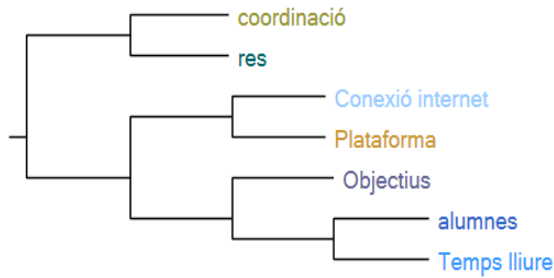 coordinació
res
Conexió internet
Plataforma
Objectius
alumnes
Temps lliure